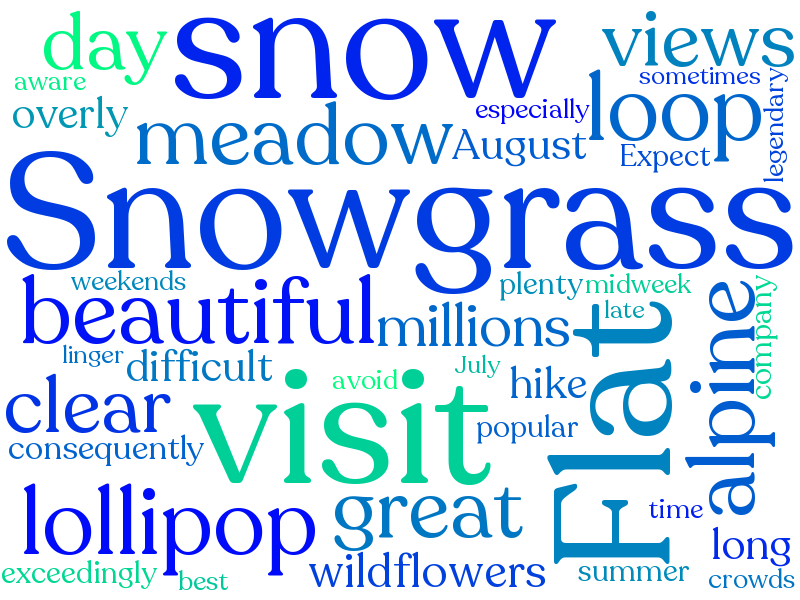 day
snow
views
aware
sometimes
legendary
overly
especially
loop
meadow
August
Expect
Snowgrass
weekends
plenty
midweek
beautiful
millions
late
Flat
alpine
company
linger
difficult
avoid
July
hike
clear
visit
popular
consequently
lollipop
great
time
long
wildflowers
summer
exceedingly
best
crowds